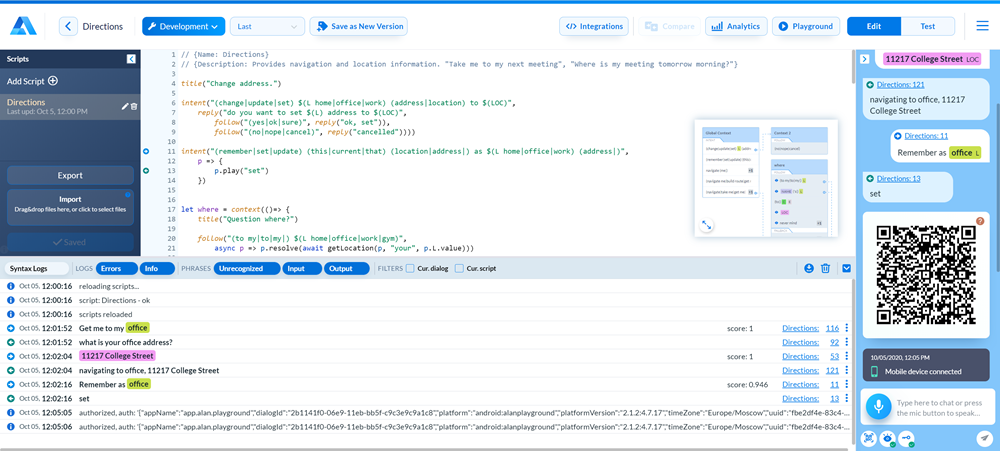 Directions
Development
Last
Save as New Version
Integrations
Compare
Analytics
Playground
Edit
Test
Scripts
Add Script
Directions
Last upd: Oct 5, 12:00 PM
Export
Import
Drag&drop files here, or click to select files
Saved
1 // {Name: Directions}
2 // {Description: Provides navigation and location information. "Take me to my next meeting", "Where is my meeting tomorrow morning?"}
3
4 title("Change address.")
5
6 intent("(change|update|set) $(L home|office|work) (address|location) to $(LOC)",
7 reply("do you want to set $(L) address to $(LOC)",
8 follow("(yes|ok|sure)", reply("ok, set")),
9 follow("(no|nope|cancel)", reply("cancelled"))))
10
11 intent("(remember|set|update) (this|current|that) (location|address|) as $(L home|office|work) (address|)",
12 p => {
13 p.play("set")
14 })
15
16
17 let where = context(()=> {
18 title("Question where?")
19
20 follow("(to my|to|my|) $(L home|office|work|gym)",
21 async p => p.resolve(await getLocation(p, "your", p.L.value)))
Global Context
Context 2
where
11217 College Street LOC
Directions: 121
navigating to office, 11217
College Street
Directions: 11
Remember as office L
Directions: 13
set
?
10/05/2020, 12:05 PM
Mobile device connected
Type here to chat or press
the mic button to speak...
Syntax Logs
LOGS
Errors
Info
PHRASES
Unrecognized
Input
Output
FILTERS
Cur. dialog
Cur. script
Oct 05, 12:00:16 reloading scripts...
Oct 05, 12:00:16 script: Directions - ok
Oct 05, 12:00:16 scripts reloaded
Oct 05, 12:01:52 Get me to my office score: 1 Directions: 116
Oct 05, 12:01:52 what is your office address? Directions: 92
Oct 05, 12:02:04 11217 College Street score: 1 Directions: 53
Oct 05, 12:02:04 navigating to office, 11217 College Street Directions: 121
Oct 05, 12:02:16 Remember as office score: 0.946 Directions: 11
Oct 05, 12:02:16 set Directions: 13
Oct 05, 12:05:05 authorized, auth: '{"appName":"app.alan.playground","dialogId":"2b1141f0-06e9-11eb-bb5f-c9c3e9c9a1c8","platform":"android:alanplayground","platformVersion":"2.1.2:4.7.17","timeZone":"Europe/Moscow","uuid":"fbe2df4e-83c4-...
Oct 05, 12:05:06 authorized, auth: '{"appName":"app.alan.playground","dialogId":"2b1141f0-06e9-11eb-bb5f-c9c3e9c9a1c8","platform":"android:alanplayground","platformVersion":"2.1.2:4.7.17","timeZone":"Europe/Moscow","uuid":"fbe2df4e-83c4-...